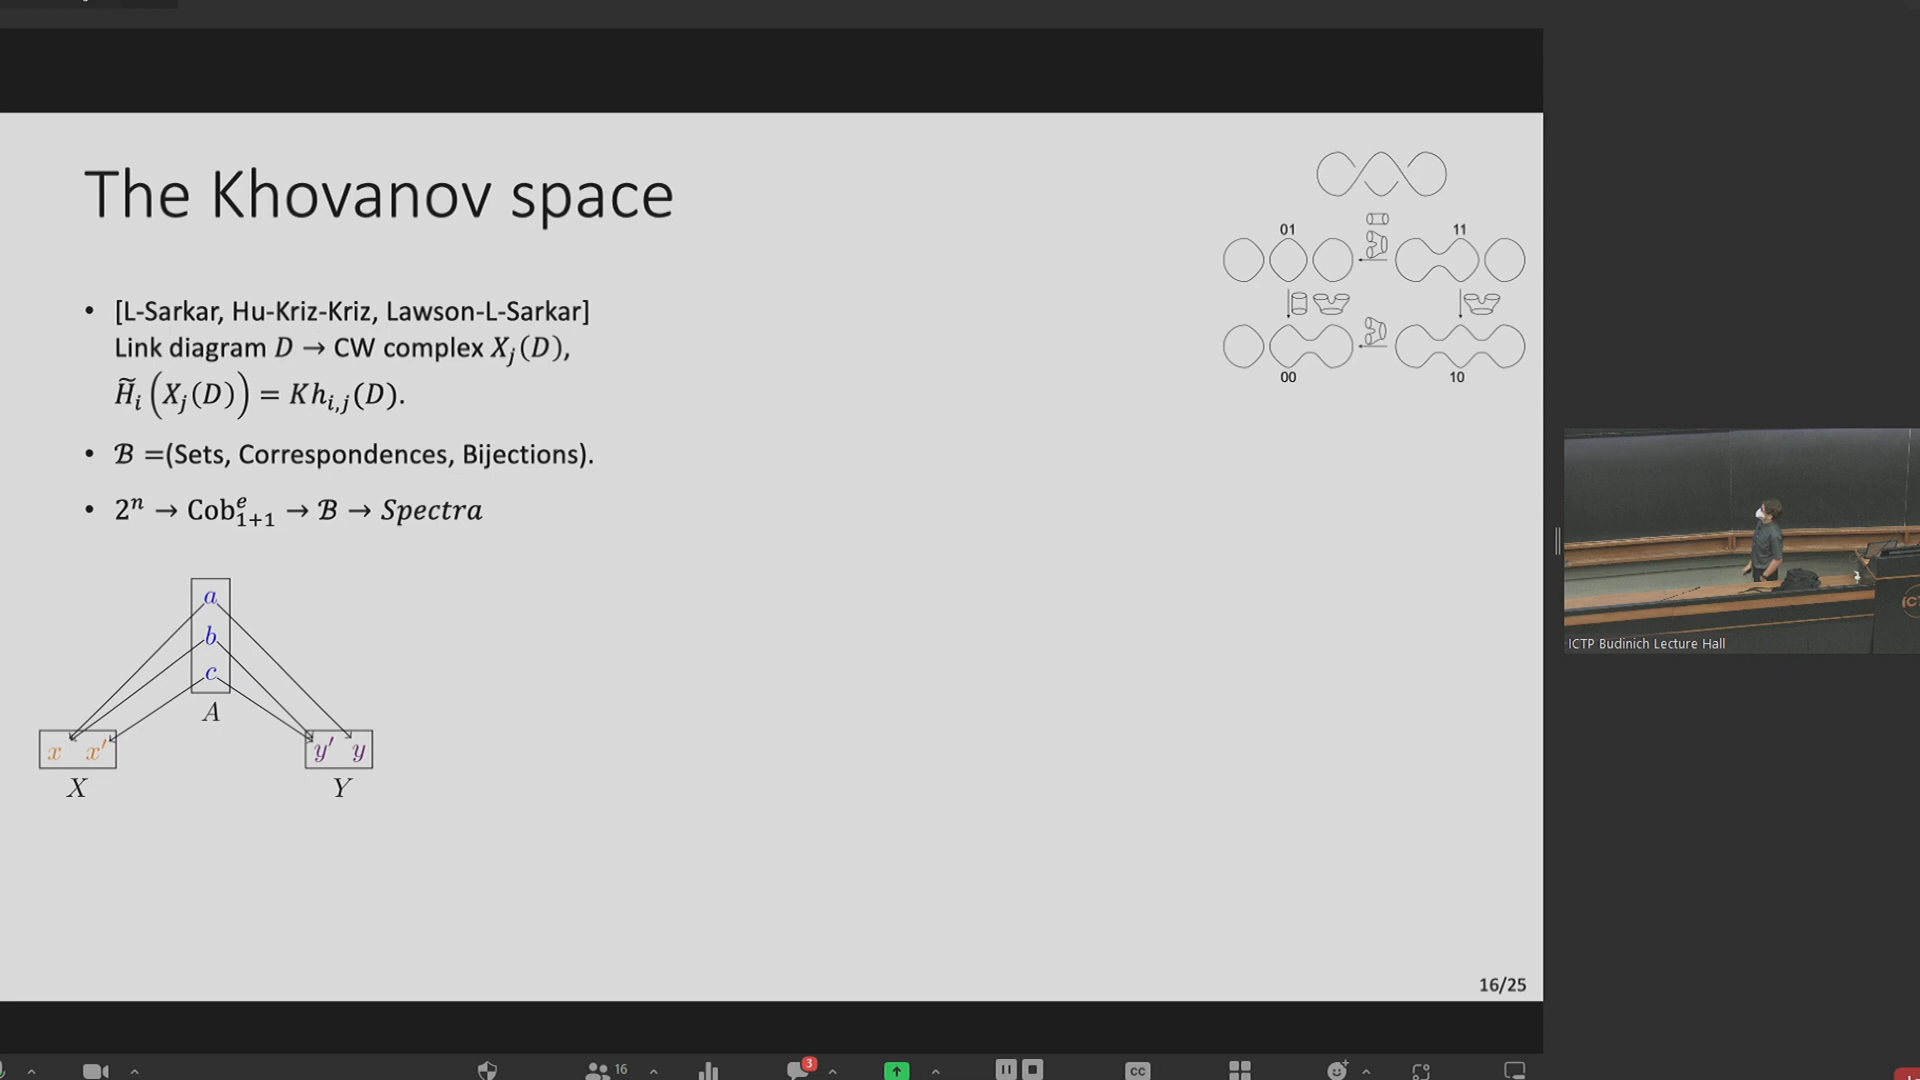 The Khovanov space
• [L-Sarkar, Hu-Kriz-Kriz, Lawson-L-Sarkar]
Link diagram D → CW complex X_j(D),
H̃_i (X_j(D)) = Kh_{i,j}(D).
• ℬ =(Sets, Correspondences, Bijections).
• 2^n → Cob^e_{1+1} → ℬ → Spectra
a
b
c
A
x x′
X
y′ y
Y
01
11
00
10
16/25
ICTP Budinich Lecture Hall
16
3
CC